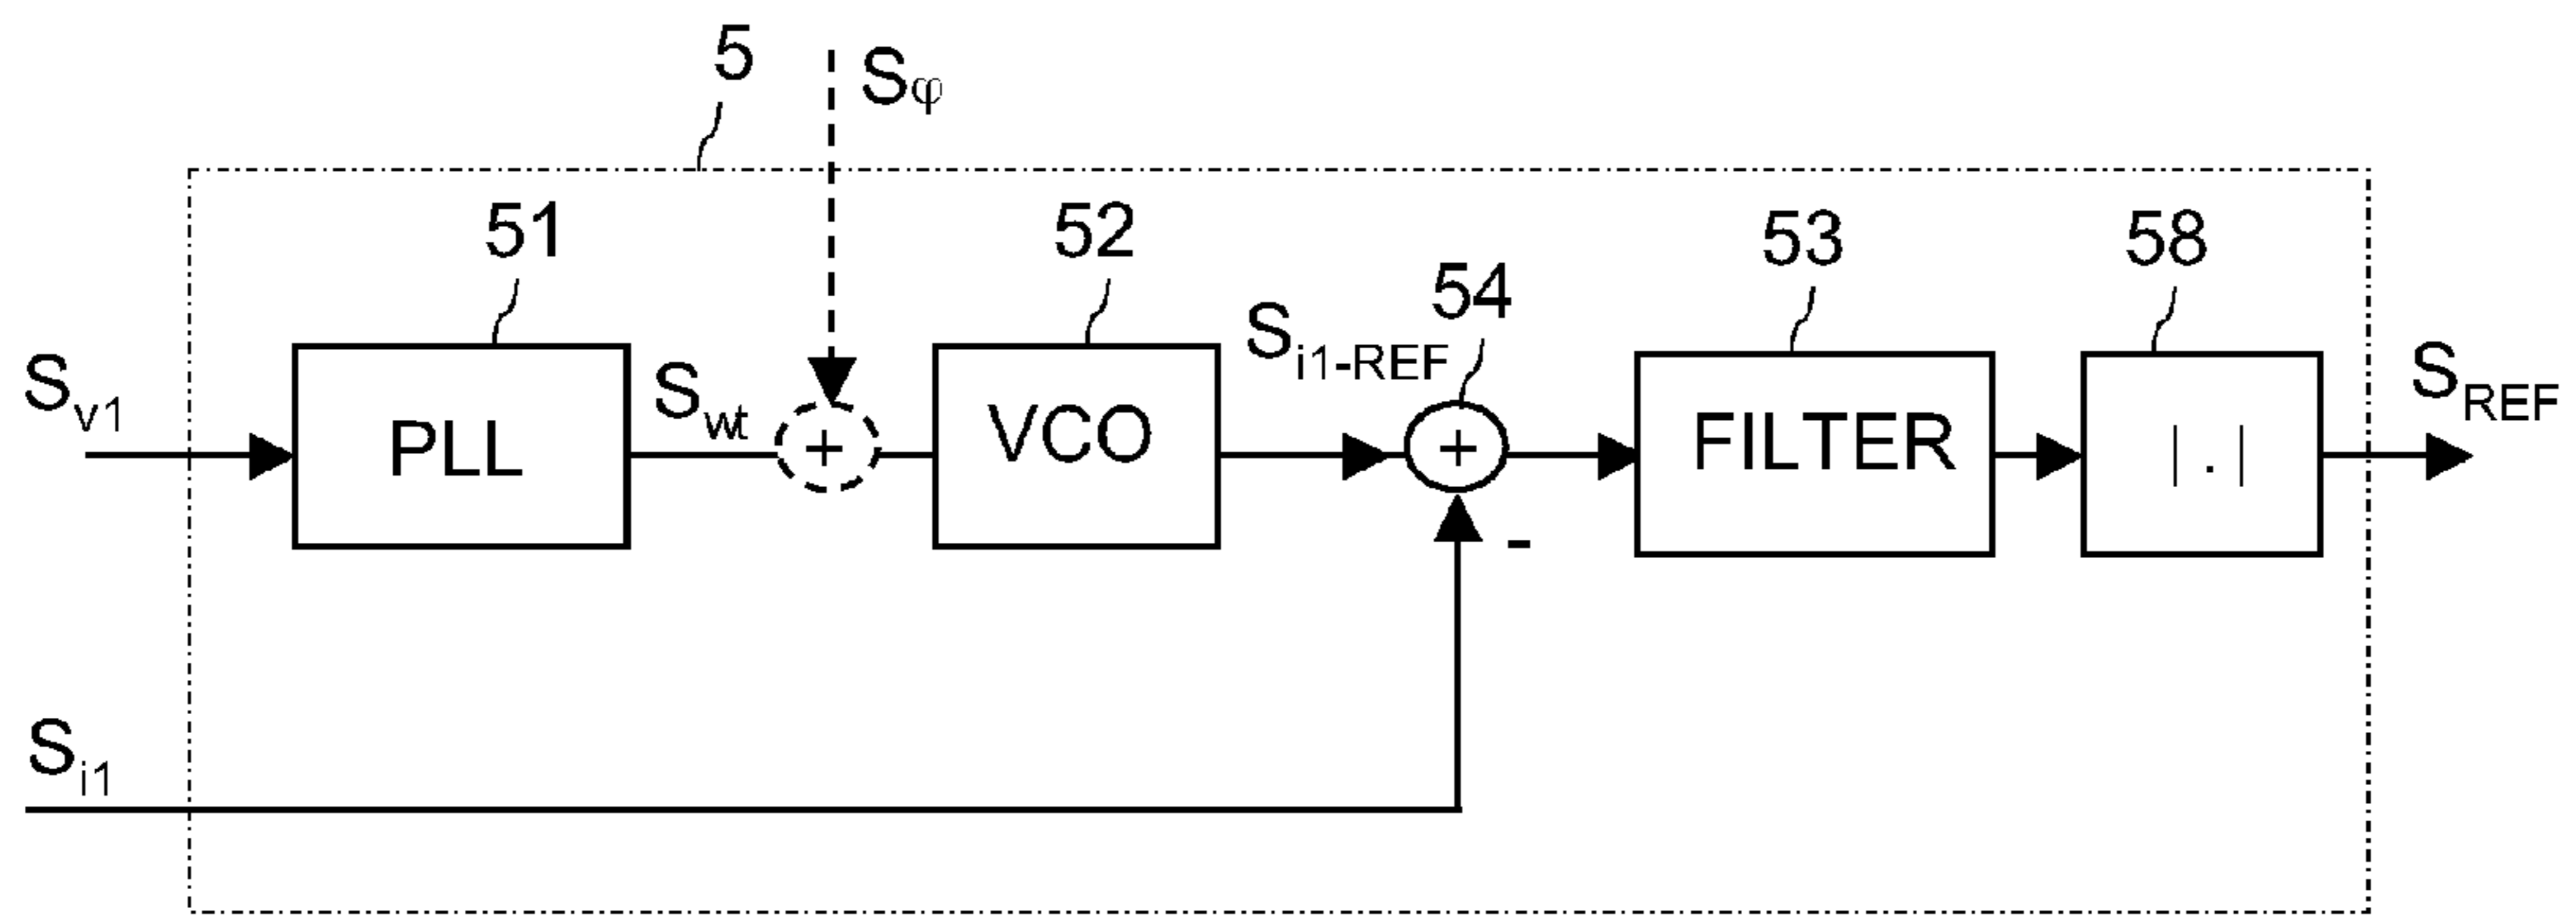 5
Sφ
51
52
54
53
58
Sv1
PLL
Swt
+
VCO
Si1-REF
+
FILTER
| . |
SREF
-
Si1